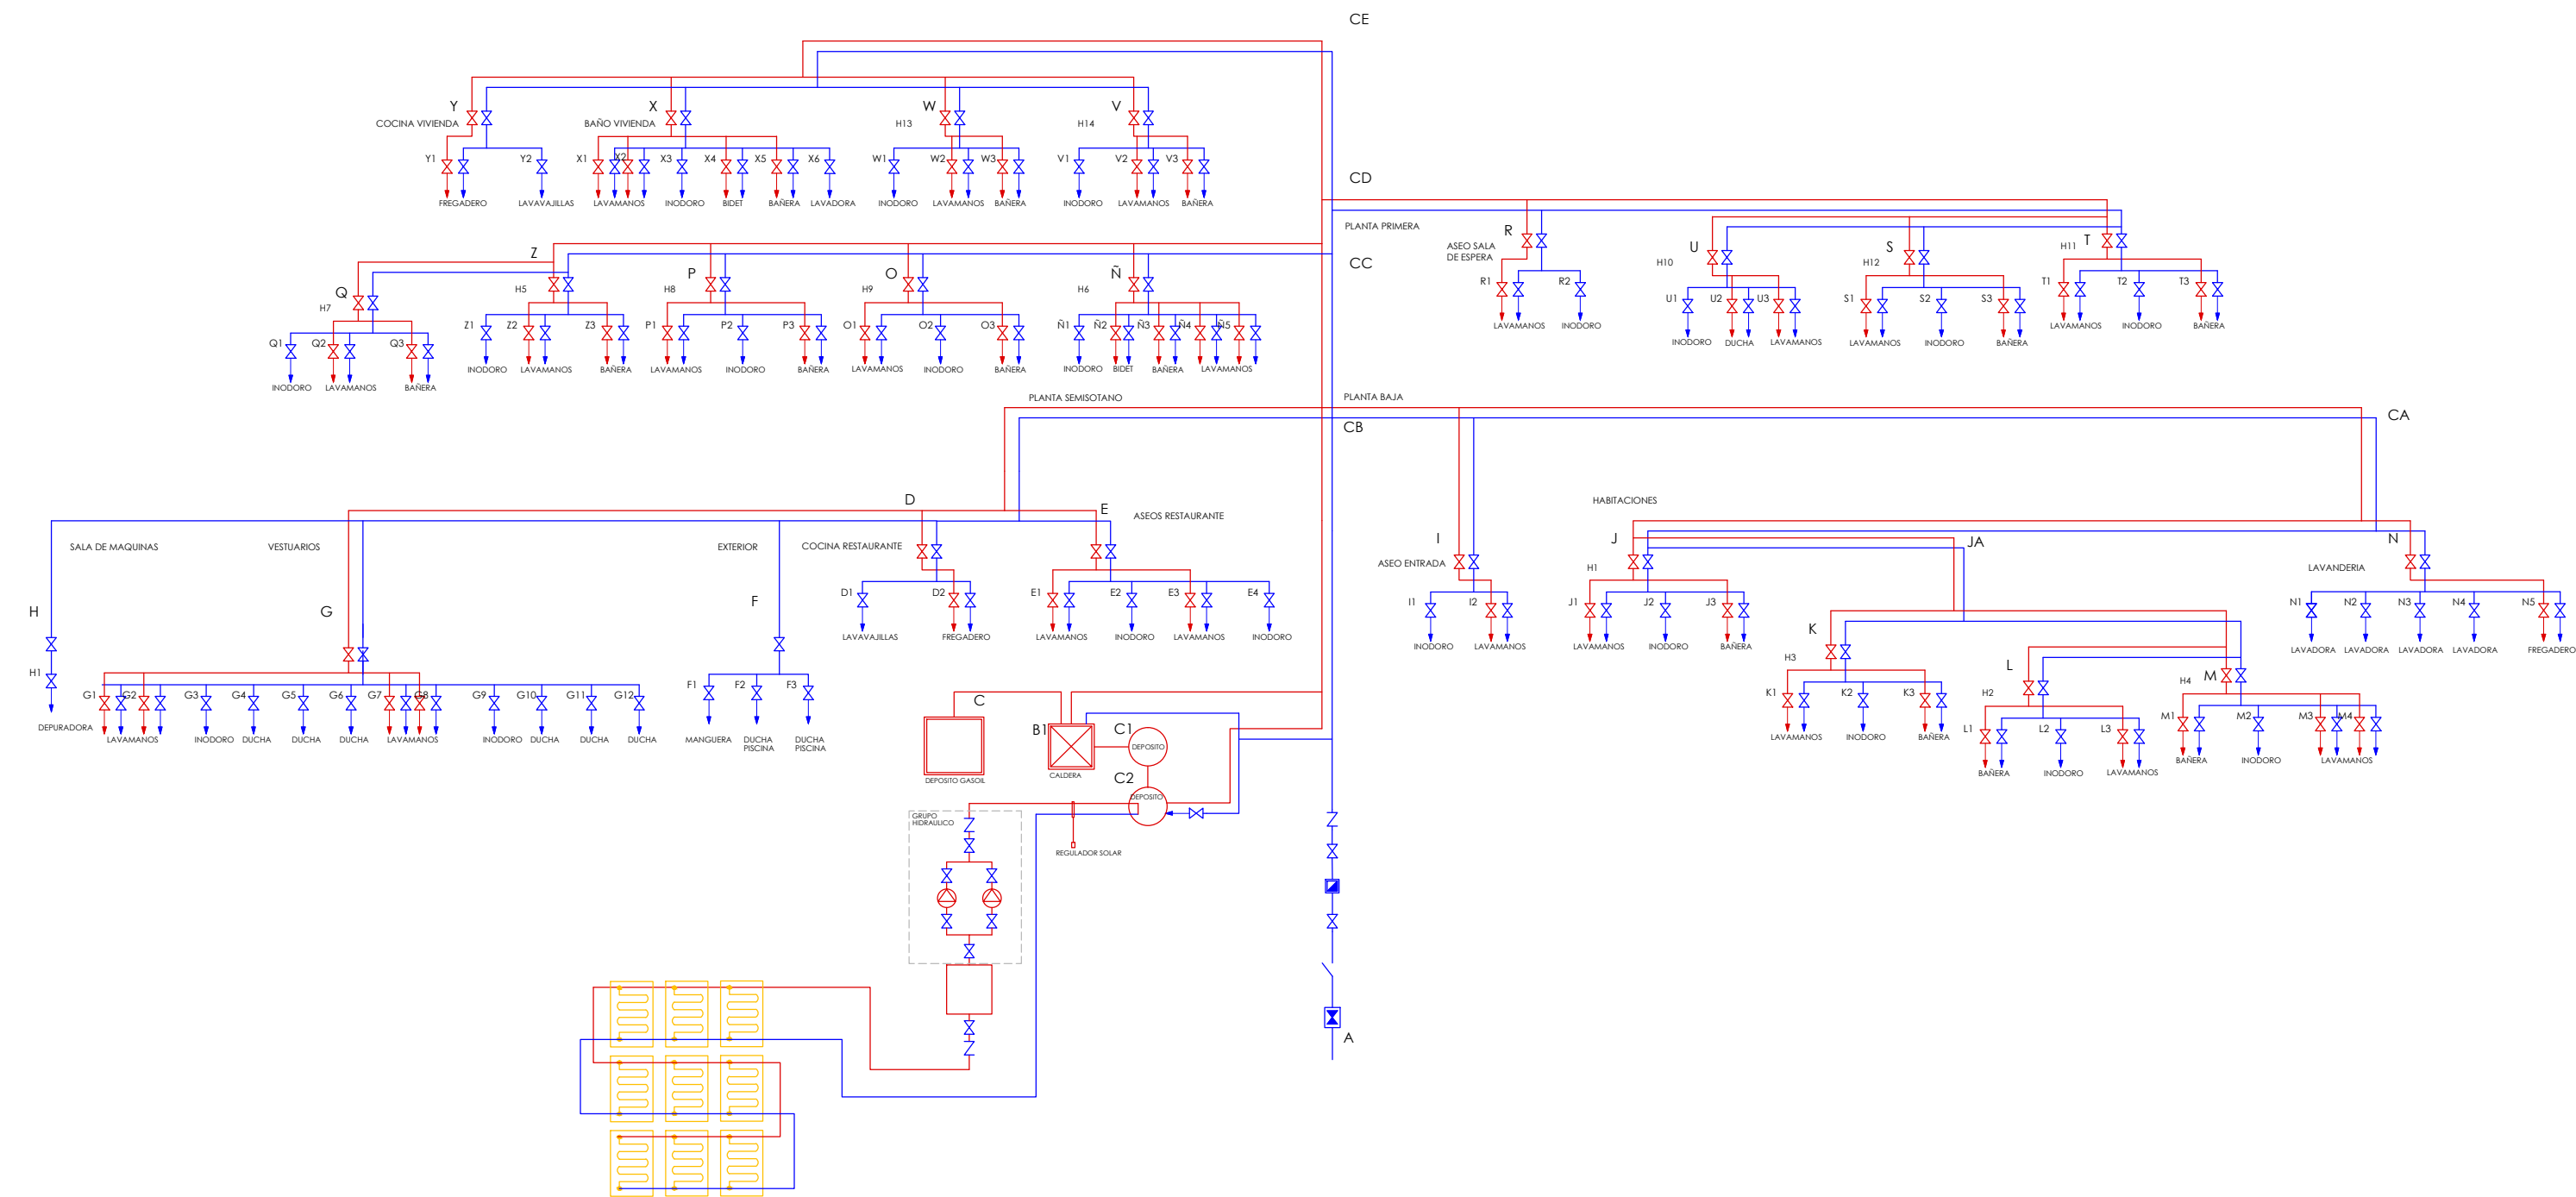 CE
Y
X
W
V
COCINA VIVIENDA
BAÑO VIVIENDA
H13
H14
Y1
Y2
X1
X2
X3
X4
X5
X6
W1
W2
W3
V1
V2
V3
FREGADERO
LAVAVAJILLAS
LAVAMANOS
INODORO
BIDET
BAÑERA
LAVADORA
INODORO
LAVAMANOS
BAÑERA
INODORO
LAVAMANOS
BAÑERA
CD
PLANTA PRIMERA
R
ASEO SALA
DE ESPERA
U
H10
S
H12
T
H11
R1
R2
U1
U2
U3
S1
S2
S3
T1
T2
T3
LAVAMANOS
INODORO
INODORO
DUCHA
LAVAMANOS
LAVAMANOS
INODORO
BAÑERA
LAVAMANOS
INODORO
BAÑERA
CC
Z
Q
H7
H5
P
H8
O
H9
Ñ
H6
Q1
Q2
Q3
Z1
Z2
Z3
P1
P2
P3
O1
O2
O3
Ñ1
Ñ2
Ñ3
Ñ4
Ñ5
INODORO
LAVAMANOS
BAÑERA
INODORO
LAVAMANOS
BAÑERA
LAVAMANOS
INODORO
BAÑERA
LAVAMANOS
INODORO
BAÑERA
INODORO
BIDET
BAÑERA
LAVAMANOS
PLANTA SEMISOTANO
PLANTA BAJA
CB
CA
D
E
ASEOS RESTAURANTE
SALA DE MAQUINAS
VESTUARIOS
EXTERIOR
COCINA RESTAURANTE
H
G
F
D1
D2
E1
E2
E3
E4
LAVAVAJILLAS
FREGADERO
LAVAMANOS
INODORO
LAVAMANOS
INODORO
H1
G1
G2
G3
G4
G5
G6
G7
G8
G9
G10
G11
G12
F1
F2
F3
DEPURADORA
LAVAMANOS
INODORO
DUCHA
DUCHA
DUCHA
LAVAMANOS
INODORO
DUCHA
DUCHA
DUCHA
MANGUERA
DUCHA
PISCINA
DUCHA
PISCINA
HABITACIONES
I
ASEO ENTRADA
J
H1
JA
N
LAVANDERIA
I1
I2
J1
J2
J3
N1
N2
N3
N4
N5
INODORO
LAVAMANOS
LAVAMANOS
INODORO
BAÑERA
LAVADORA
LAVADORA
LAVADORA
LAVADORA
FREGADERO
K
H3
L
H2
M
H4
K1
K2
K3
L1
L2
L3
M1
M2
M3
M4
LAVAMANOS
INODORO
BAÑERA
BAÑERA
INODORO
LAVAMANOS
BAÑERA
INODORO
LAVAMANOS
C
B1
C1
DEPOSITO
C2
DEPOSITO
DEPOSITO GASOIL
CALDERA
GRUPO
HIDRAULICO
REGULADOR SOLAR
A